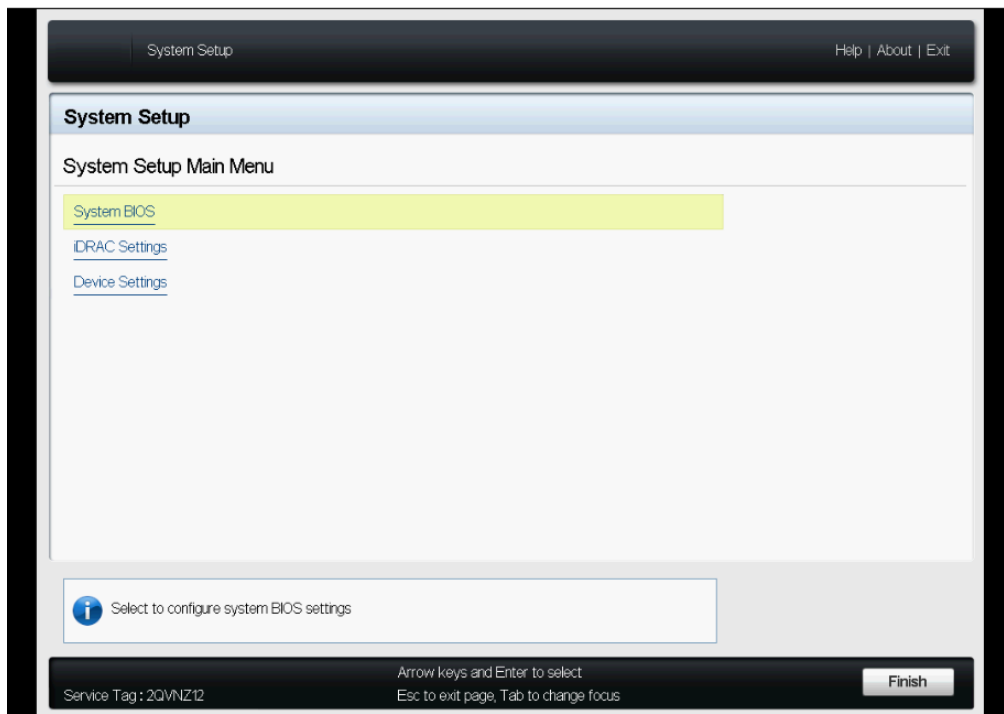 System Setup
Help | About | Exit
System Setup
System Setup Main Menu
System BIOS
iDRAC Settings
Device Settings
Select to configure system BIOS settings
Arrow keys and Enter to select
Service Tag : 2QVNZ12
Esc to exit page, Tab to change focus
Finish